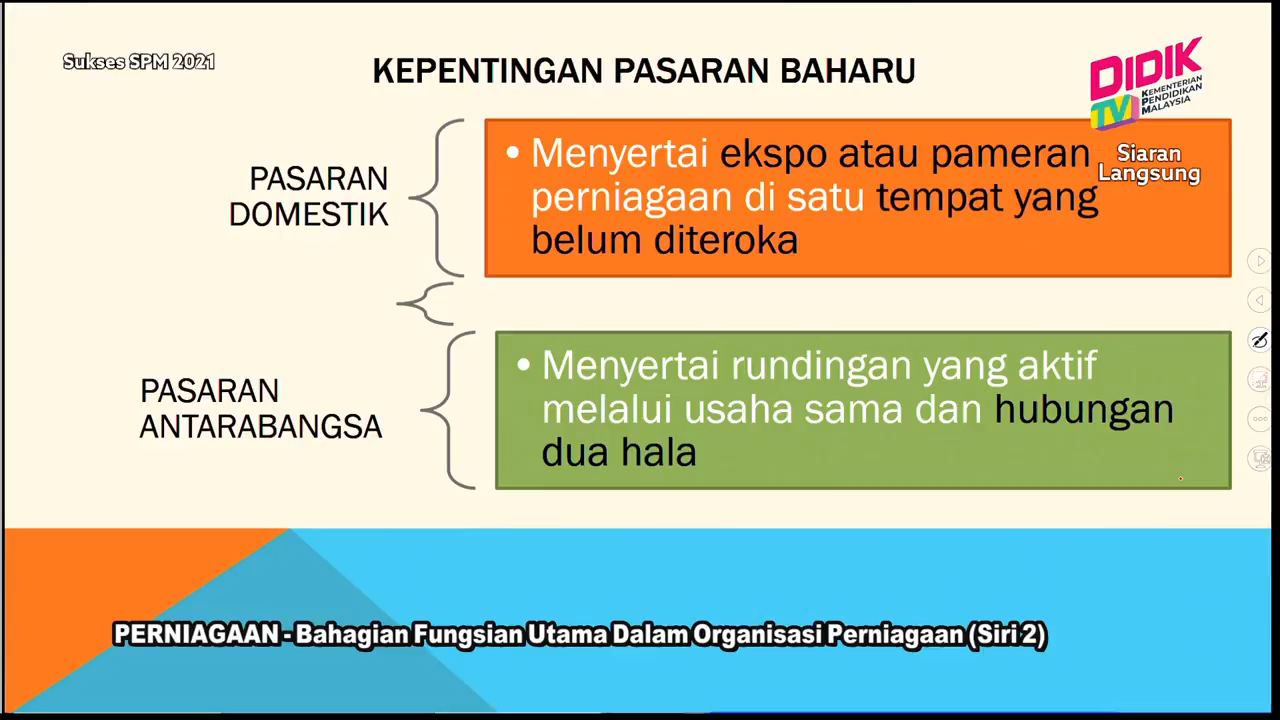 Sukses SPM 2021
KEPENTINGAN PASARAN BAHARU
DIDIK
TV
KEMENTERIAN
PENDIDIKAN
MALAYSIA
Siaran
Langsung
PASARAN
DOMESTIK
• Menyertai ekspo atau pameran
perniagaan di satu tempat yang
belum diteroka
PASARAN
ANTARABANGSA
• Menyertai rundingan yang aktif
melalui usaha sama dan hubungan
dua hala
PERNIAGAAN - Bahagian Fungsian Utama Dalam Organisasi Perniagaan (Siri 2)